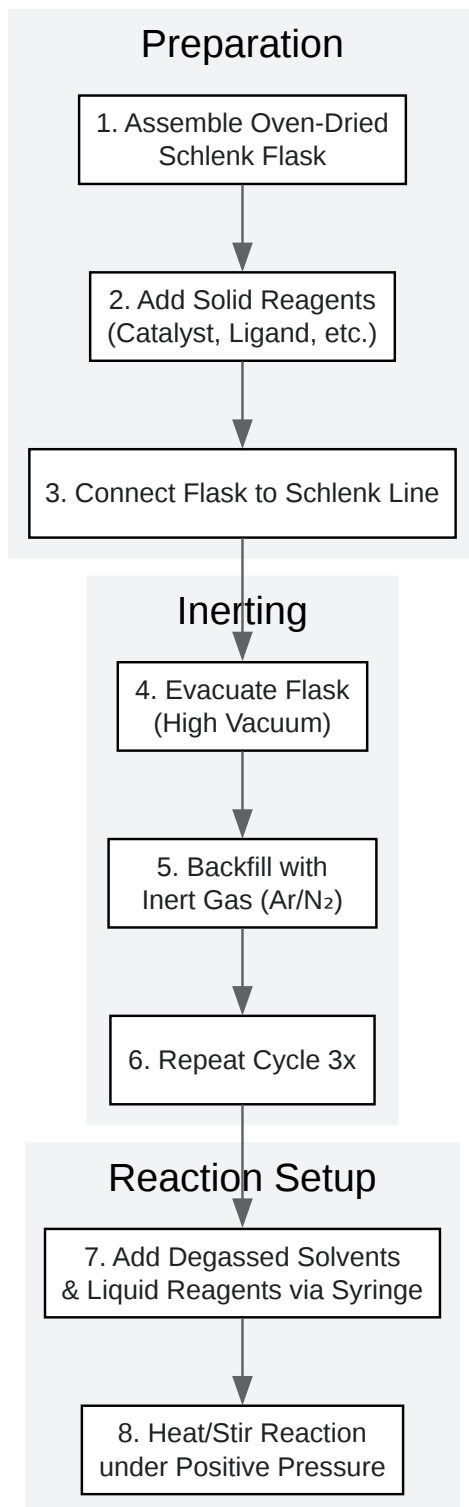 Preparation
1. Assemble Oven-Dried
Schlenk Flask
2. Add Solid Reagents
(Catalyst, Ligand, etc.)
3. Connect Flask to Schlenk Line
Inerting
4. Evacuate Flask
(High Vacuum)
5. Backfill with
Inert Gas (Ar/N₂)
6. Repeat Cycle 3x
Reaction Setup
7. Add Degassed Solvents
& Liquid Reagents via Syringe
8. Heat/Stir Reaction
under Positive Pressure